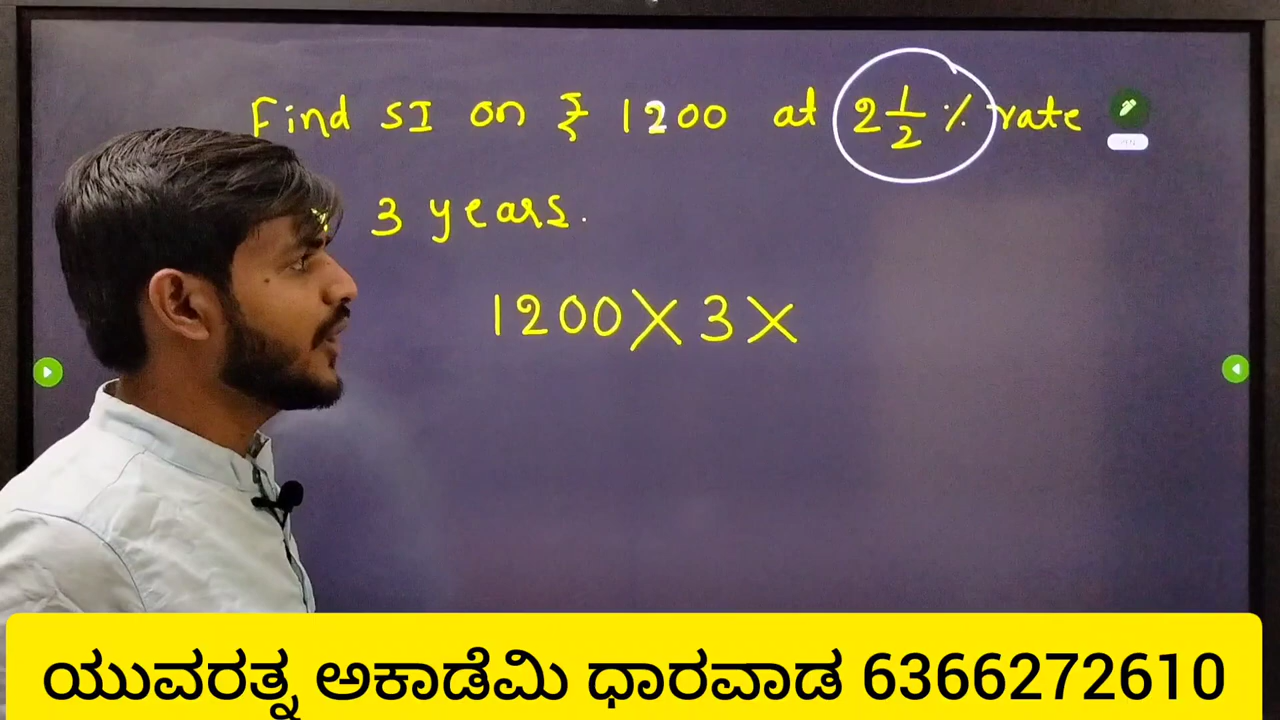 Find SI on ₹ 1200 at 2 1/2 % rate
3 years.
1200 X 3 X
ಯುವರತ್ನ ಅಕಾಡೆಮಿ ಧಾರವಾಡ 6366272610